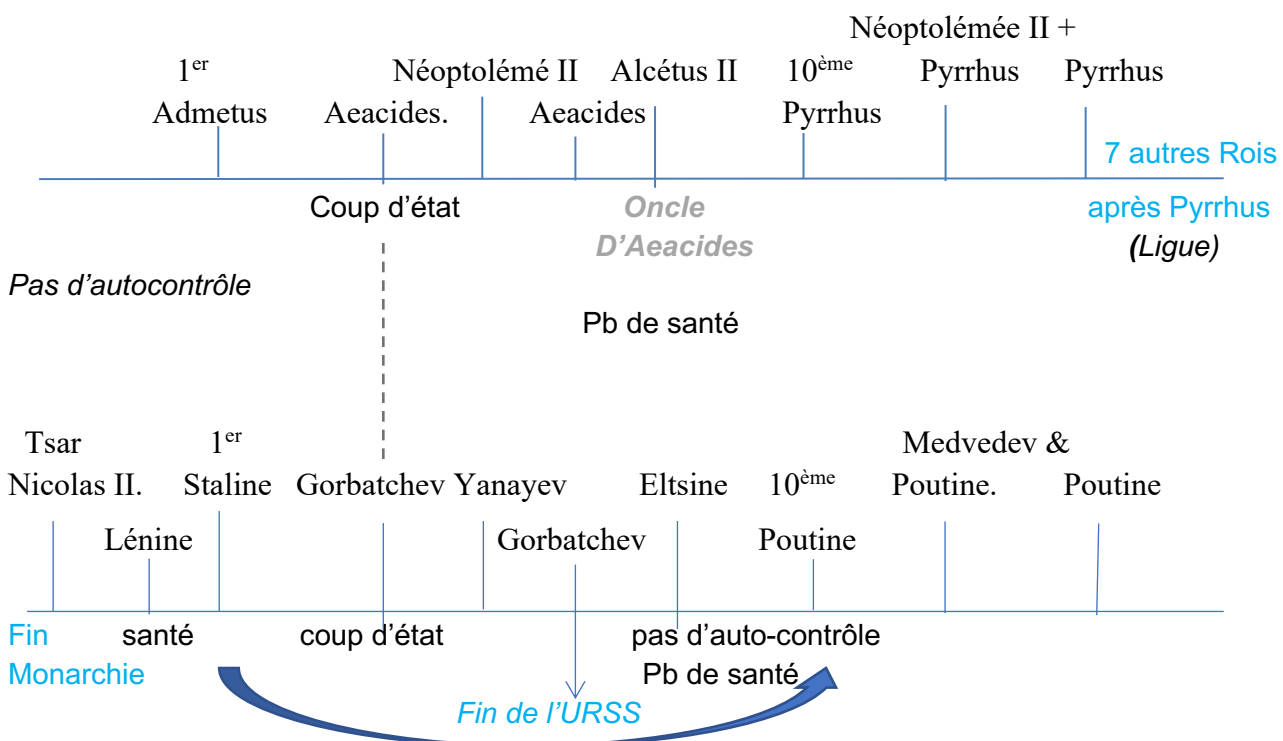 Néoptolémée II +
1er Néoptolémé II Alcétus II 10ème Pyrrhus Pyrrhus
Admetus Aeacides. Aeacides Pyrrhus
7 autres Rois
Coup d’état Oncle après Pyrrhus
D’Aeacides (Ligue)
Pas d’autocontrôle
Pb de santé
Tsar 1er Medvedev &
Nicolas II. Staline Gorbatchev Yanayev Eltsine 10ème Poutine. Poutine
Lénine Gorbatchev Poutine
Fin santé coup d’état pas d’auto-contrôle
Monarchie Pb de santé
Fin de l’URSS